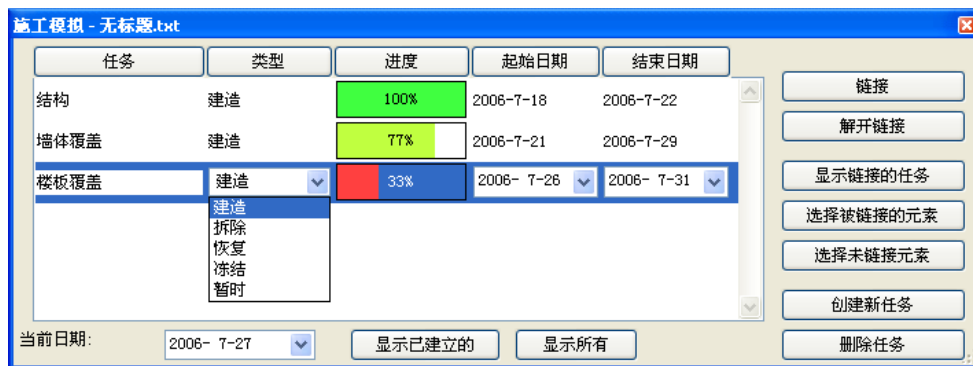 施工模拟 - 无标题.txt
任务 类型 进度 起始日期 结束日期
结构 建造 100% 2006-7-18 2006-7-22
墙体覆盖 建造 77% 2006-7-21 2006-7-29
楼板覆盖 建造 33% 2006- 7-26 2006- 7-31
建造
拆除
恢复
冻结
暂时
链接
解开链接
显示链接的任务
选择被链接的元素
选择未链接元素
创建新任务
删除任务
当前日期: 2006- 7-27 显示已建立的 显示所有